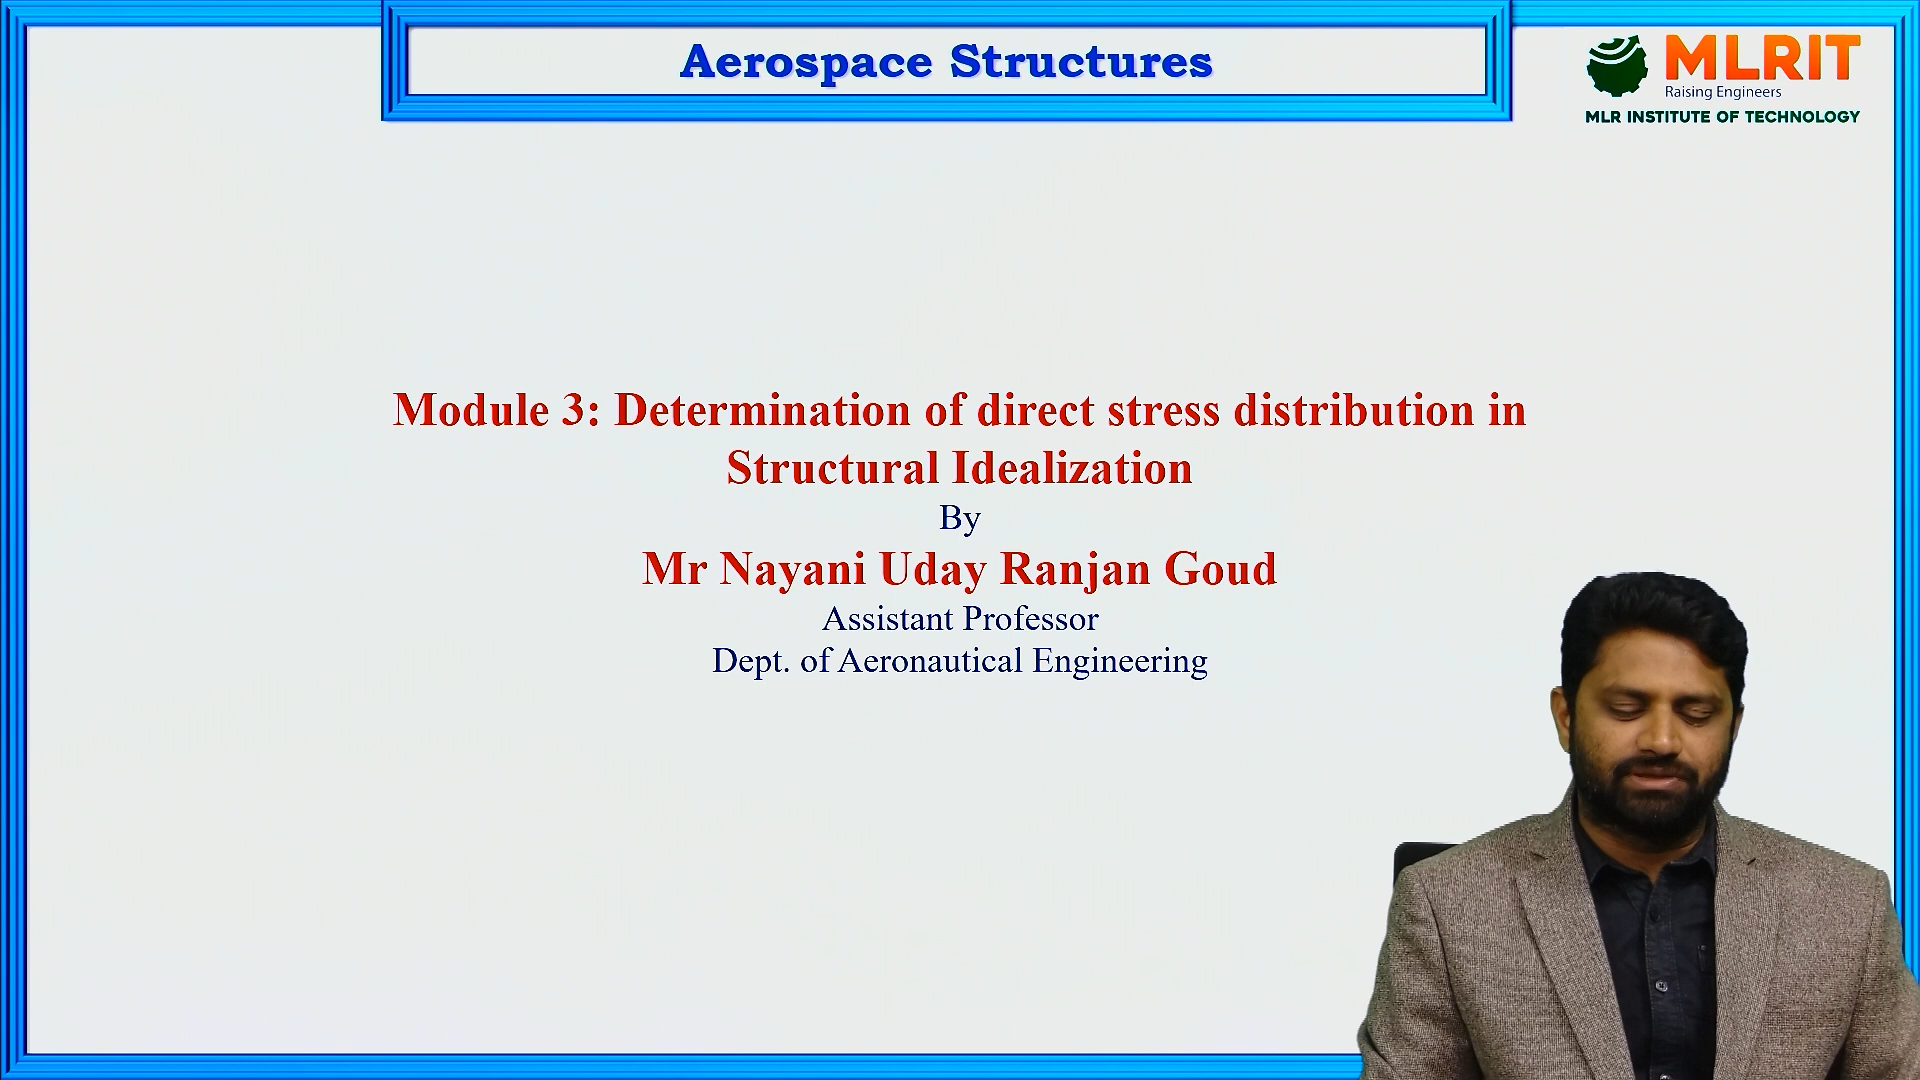 Aerospace Structures
MLRIT
Raising Engineers
MLR INSTITUTE OF TECHNOLOGY
Module 3: Determination of direct stress distribution in
Structural Idealization
By
Mr Nayani Uday Ranjan Goud
Assistant Professor
Dept. of Aeronautical Engineering